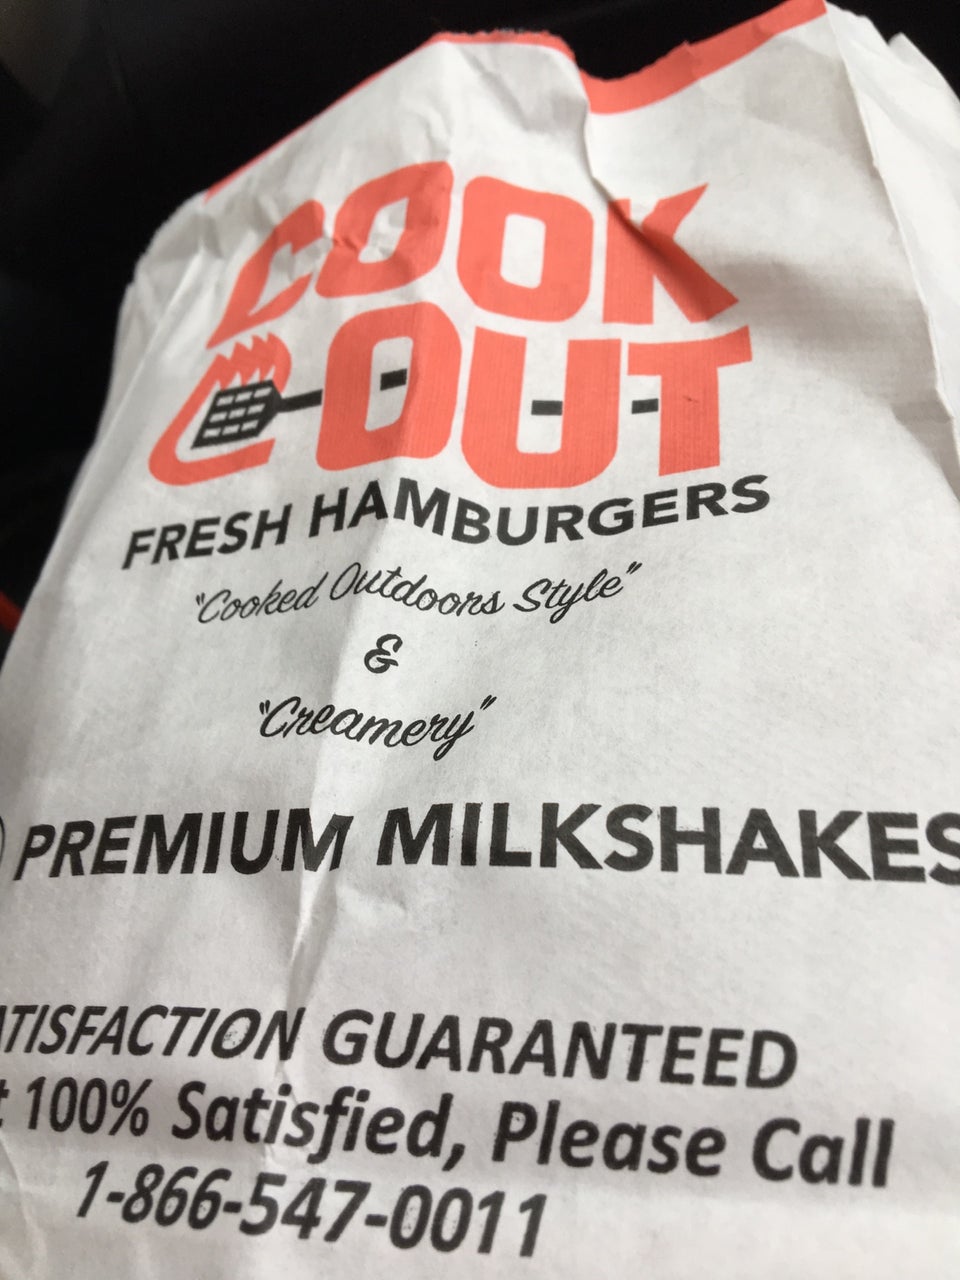 COOK
OUT
FRESH HAMBURGERS
"Cooked Outdoors Style"
&
"Creamery"
PREMIUM MILKSHAKES
ATISFACTION GUARANTEED
t 100% Satisfied, Please Call
1-866-547-0011